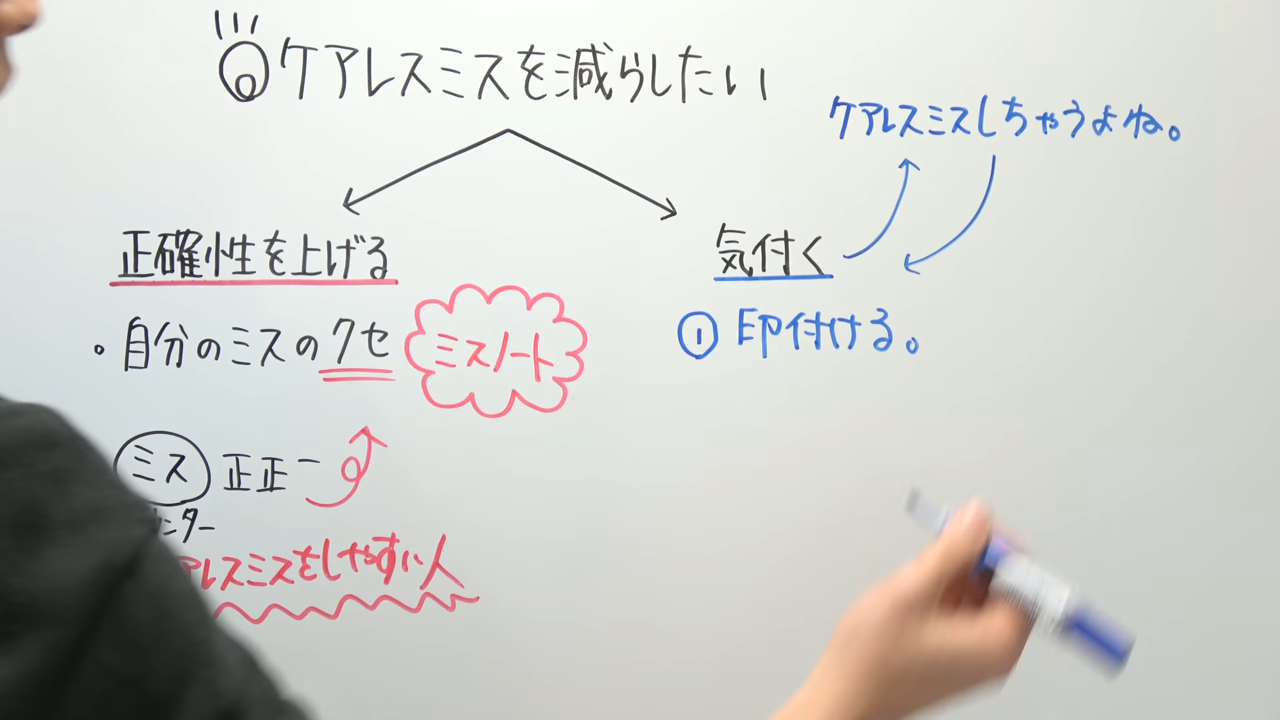 ケアレスミスを減らしたい
ケアレスミスしちゃうよね。
正確性を上げる
・自分のミスのクセ
ミスノート
ミス 正正一
ンター
アレスミスをしやすい人
気付く
① 印付ける。